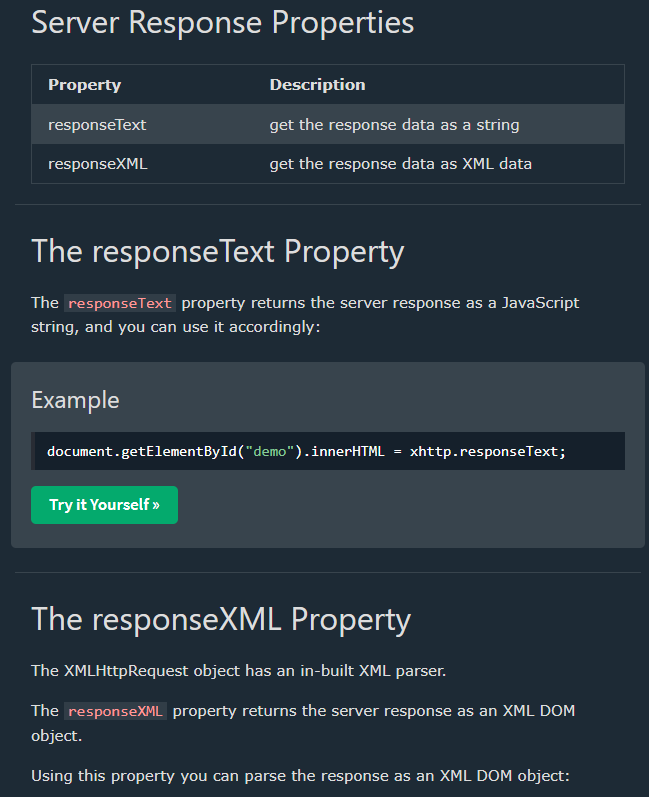 Server Response Properties
Property Description
responseText get the response data as a string
responseXML get the response data as XML data
The responseText Property
The responseText property returns the server response as a JavaScript
string, and you can use it accordingly:
Example
document.getElementById("demo").innerHTML = xhttp.responseText;
Try it Yourself »
The responseXML Property
The XMLHttpRequest object has an in-built XML parser.
The responseXML property returns the server response as an XML DOM
object.
Using this property you can parse the response as an XML DOM object: